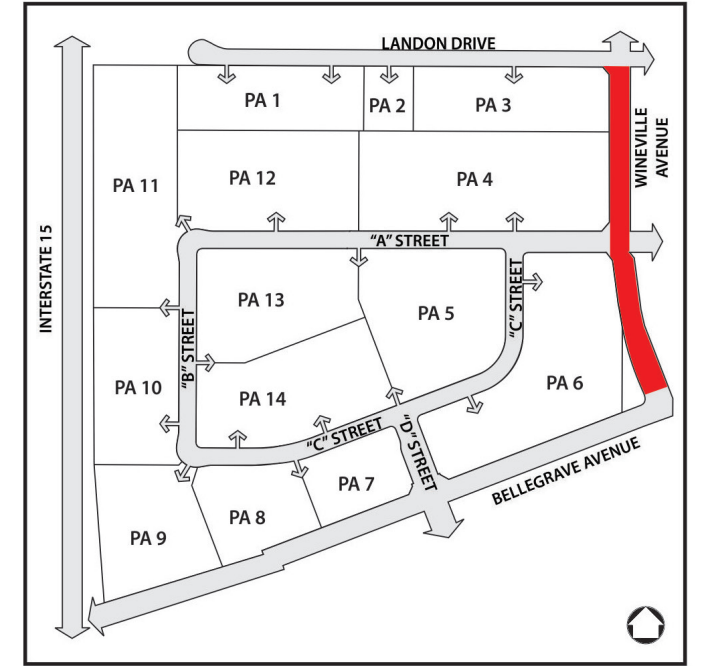 LANDON DRIVE
PA 1
PA 2
PA 3
WINEVILLE
AVENUE
PA 11
PA 12
PA 4
INTERSTATE 15
"A" STREET
"B" STREET
PA 13
"C" STREET
PA 5
PA 10
PA 14
PA 6
"C" STREET
"D" STREET
BELLEGRAVE AVENUE
PA 7
PA 8
PA 9